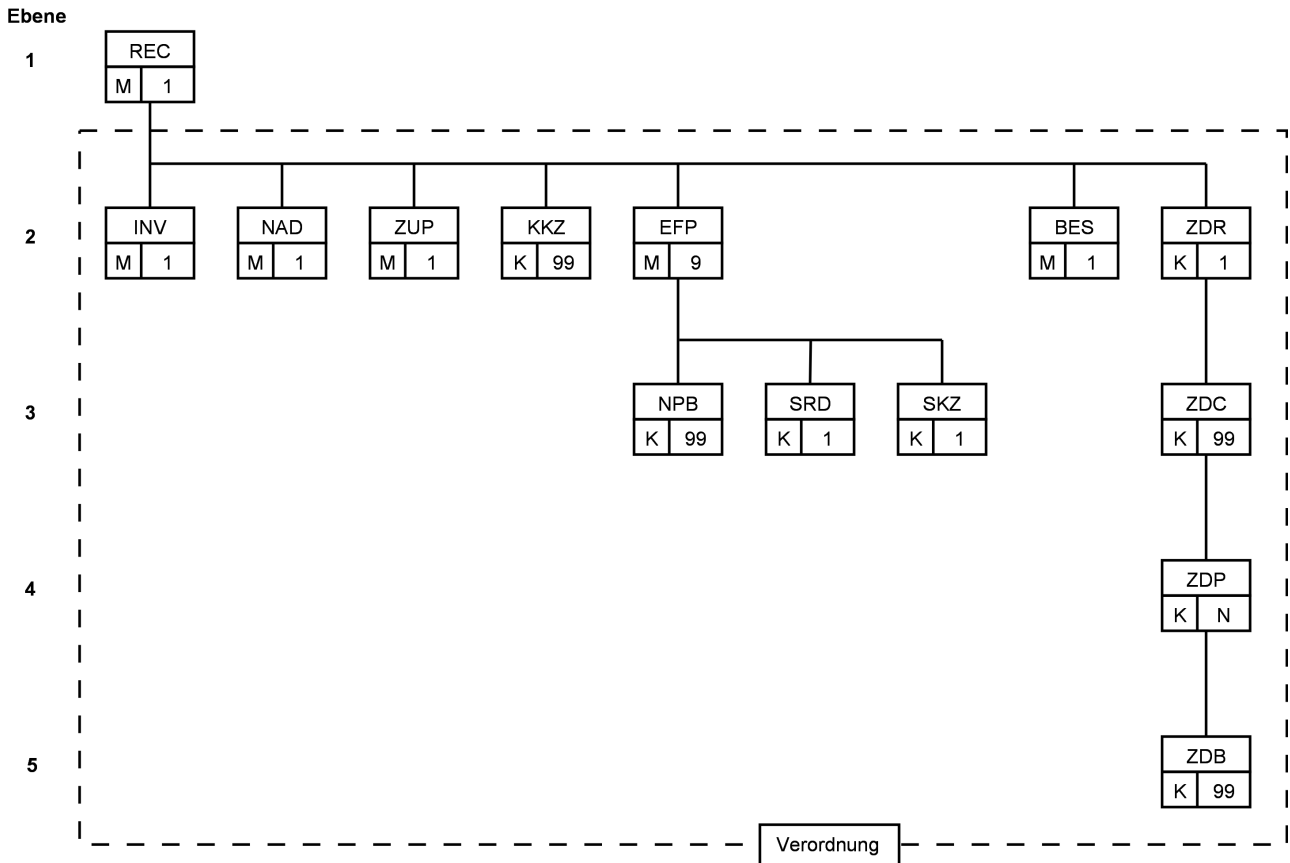 Ebene
1
REC
M 1
2
INV NAD ZUP KKZ EFP BES ZDR
M 1 M 1 M 1 K 99 M 9 M 1 K 1
3
NPB SRD SKZ ZDC
K 99 K 1 K 1 K 99
4
ZDP
K N
5
ZDB
K 99
Verordnung